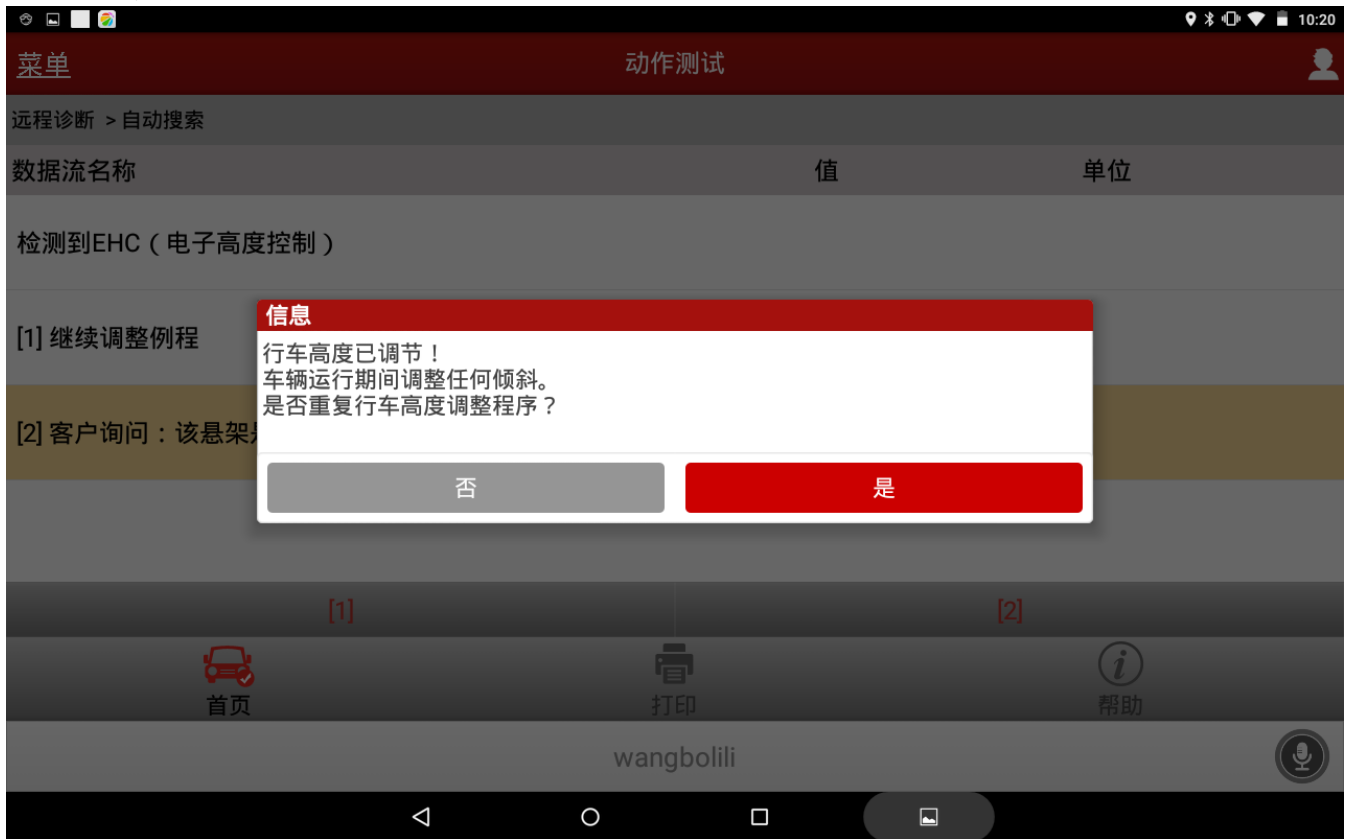 10:20
菜单
动作测试
远程诊断 >自动搜索
数据流名称 值 单位
检测到EHC（电子高度控制）
[1] 继续调整例程
[2] 客户询问：该悬架
信息
行车高度已调节！
车辆运行期间调整任何倾斜。
是否重复行车高度调整程序？
否 是
[1] [2]
首页 打印 帮助
wangbolili